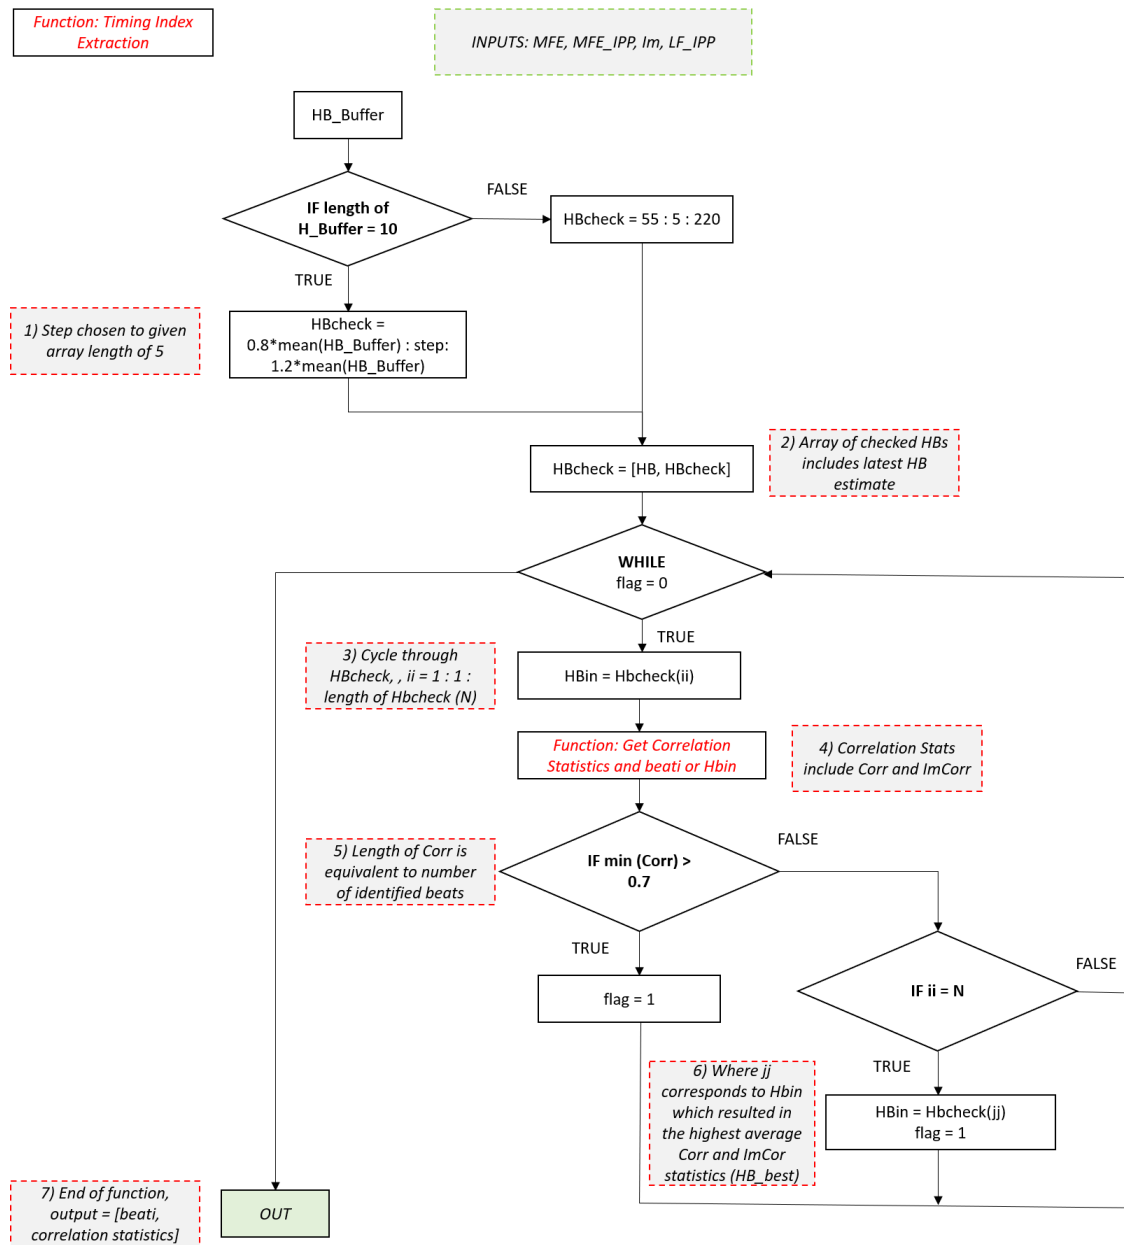 Function: Timing Index
Extraction
INPUTS: MFE, MFE_IPP, Im, LF_IPP
HB_Buffer
IF length of
H_Buffer = 10
FALSE
HBcheck = 55 : 5 : 220
TRUE
1) Step chosen to given
array length of 5
HBcheck =
0.8*mean(HB_Buffer) : step:
1.2*mean(HB_Buffer)
HBcheck = [HB, HBcheck]
2) Array of checked HBs
includes latest HB
estimate
WHILE
flag = 0
TRUE
3) Cycle through
HBcheck, , ii = 1 : 1 :
length of Hbcheck (N)
HBin = Hbcheck(ii)
Function: Get Correlation
Statistics and beati or Hbin
4) Correlation Stats
include Corr and ImCorr
5) Length of Corr is
equivalent to number
of identified beats
IF min (Corr) >
0.7
FALSE
TRUE
flag = 1
IF ii = N
FALSE
TRUE
6) Where jj
corresponds to Hbin
which resulted in
the highest average
Corr and ImCor
statistics (HB_best)
HBin = Hbcheck(jj)
flag = 1
7) End of function,
output = [beati,
correlation statistics]
OUT